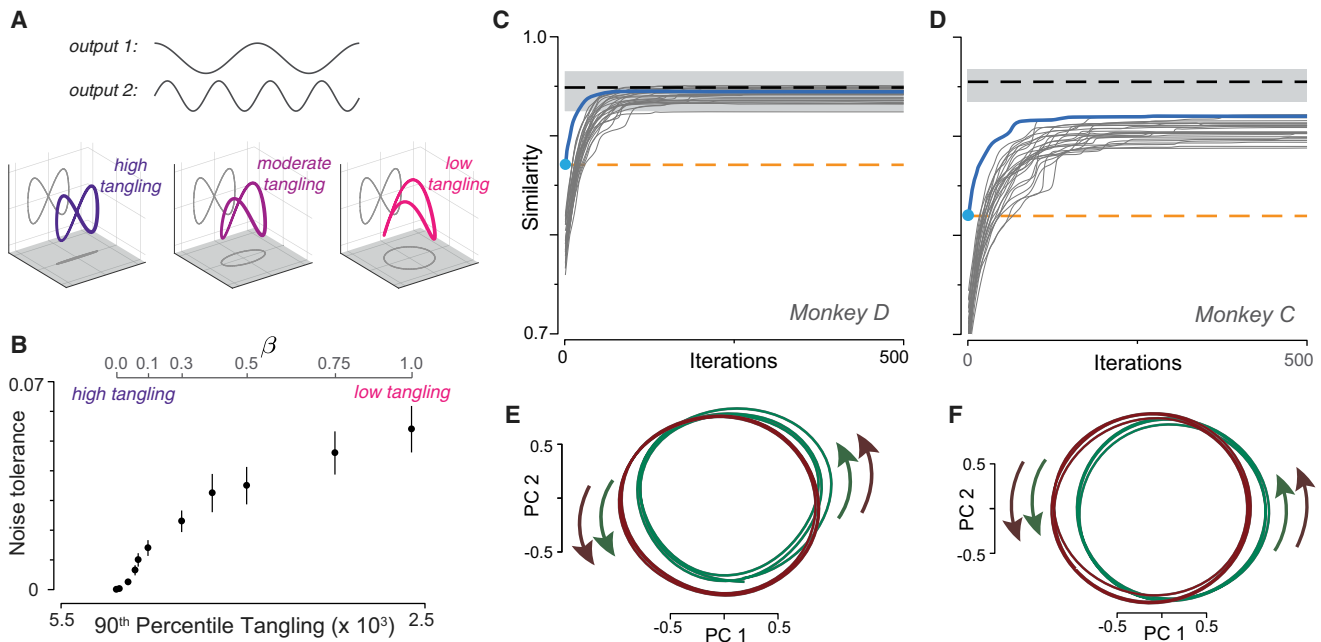 A
output 1:
output 2:
high
tangling
moderate
tangling
low
tangling
B
β
0.0
0.1
0.3
0.5
0.75
1.0
high tangling
low tangling
0.07
0
Noise tolerance
5.5
2.5
90th Percentile Tangling (x 10³)
C
1.0
1.0
0.7
Similarity
Monkey D
0
500
Iterations
D
Monkey C
0
500
Iterations
E
0.5
-0.5
PC 2
-0.5
0.5
PC 1
F
0.5
-0.5
PC 2
-0.5
0.5
PC 1